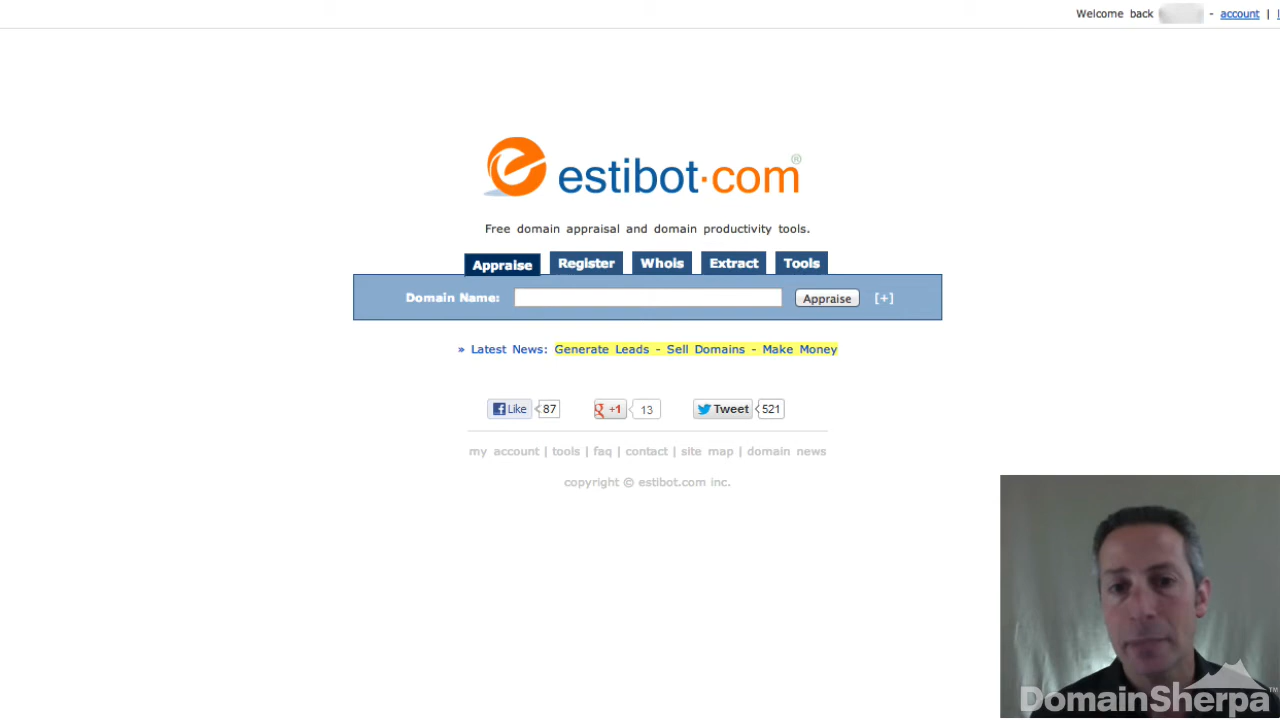 Welcome back - account |
estibot.com®
Free domain appraisal and domain productivity tools.
Appraise Register Whois Extract Tools
Domain Name: Appraise [+]
» Latest News: Generate Leads - Sell Domains - Make Money
Like 87 +1 13 Tweet 521
my account | tools | faq | contact | site map | domain news
copyright © estibot.com inc.
DomainSherpa™